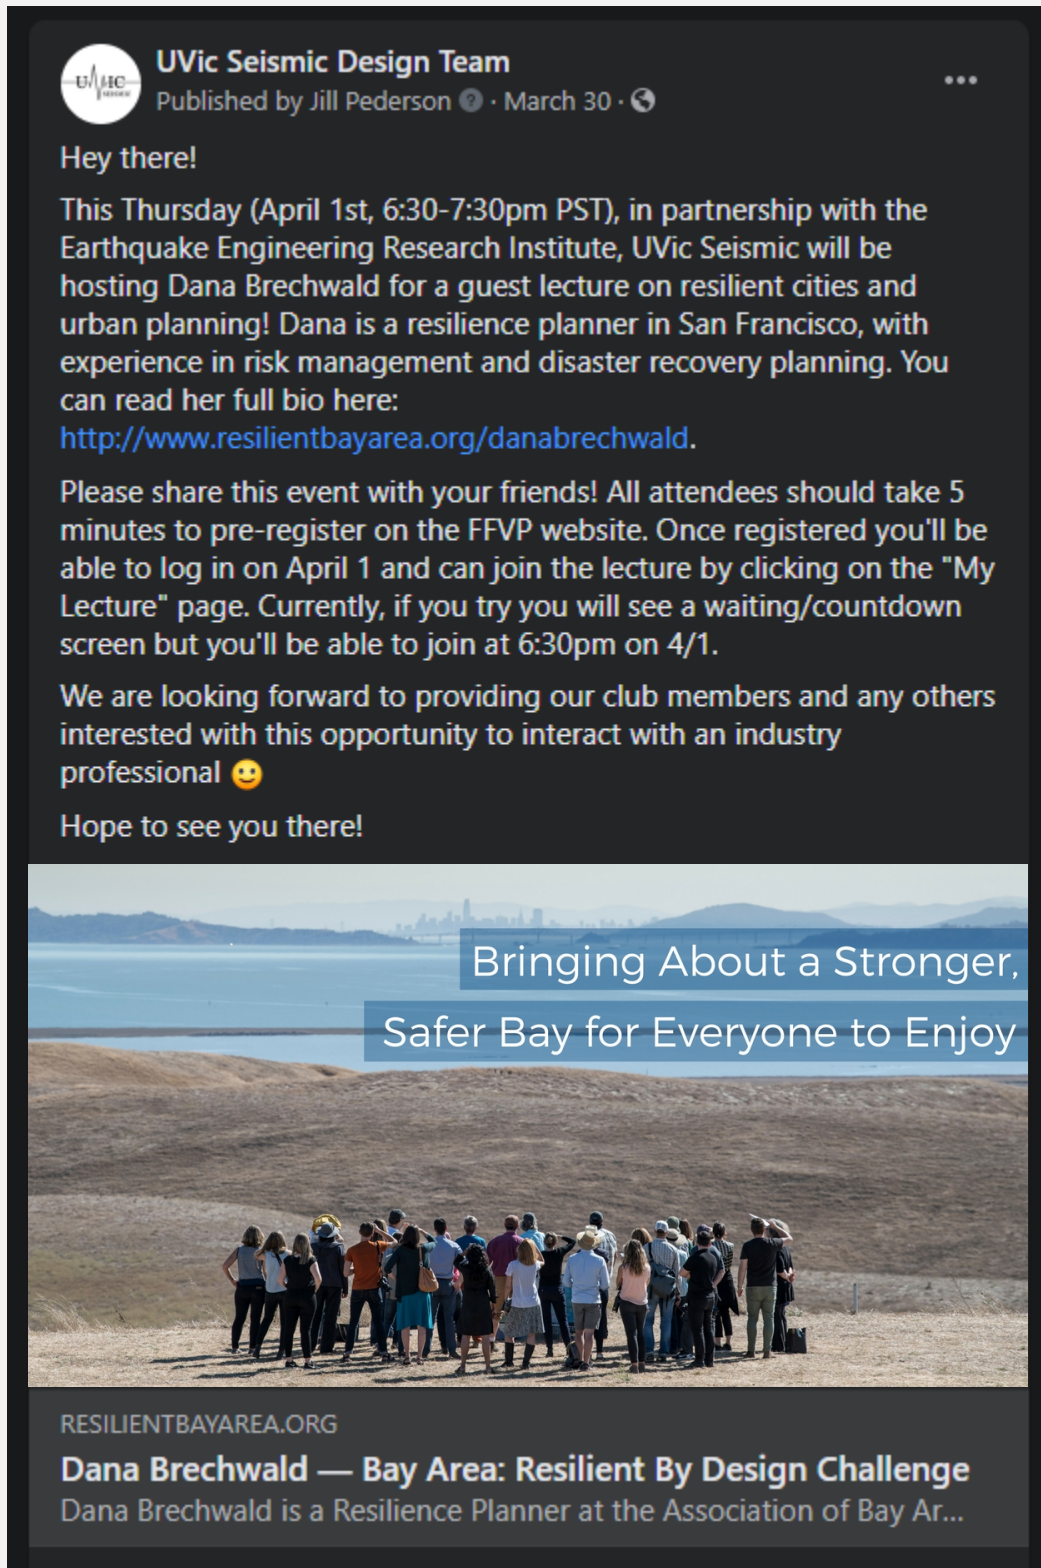 UVic
SEISMIC
UVic Seismic Design Team
Published by Jill Pederson · March 30 ·
Hey there!
This Thursday (April 1st, 6:30-7:30pm PST), in partnership with the
Earthquake Engineering Research Institute, UVic Seismic will be
hosting Dana Brechwald for a guest lecture on resilient cities and
urban planning! Dana is a resilience planner in San Francisco, with
experience in risk management and disaster recovery planning. You
can read her full bio here:
http://www.resilientbayarea.org/danabrechwald.
Please share this event with your friends! All attendees should take 5
minutes to pre-register on the FFVP website. Once registered you'll be
able to log in on April 1 and can join the lecture by clicking on the "My
Lecture" page. Currently, if you try you will see a waiting/countdown
screen but you'll be able to join at 6:30pm on 4/1.
We are looking forward to providing our club members and any others
interested with this opportunity to interact with an industry
professional 🙂
Hope to see you there!
Bringing About a Stronger,
Safer Bay for Everyone to Enjoy
RESILIENTBAYAREA.ORG
Dana Brechwald — Bay Area: Resilient By Design Challenge
Dana Brechwald is a Resilience Planner at the Association of Bay Ar...